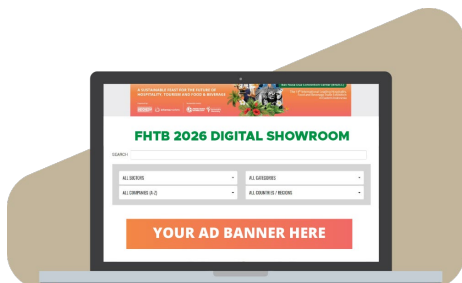 A SUSTAINABLE FEAST FOR THE FUTURE OF
HOSPITALITY, TOURISM AND FOOD & BEVERAGE
FHTB 2026 DIGITAL SHOWROOM
SEARCH
ALL SECTORS
ALL CATEGORIES
ALL COMPANIES (A-Z)
ALL COUNTRIES / REGIONS
YOUR AD BANNER HERE